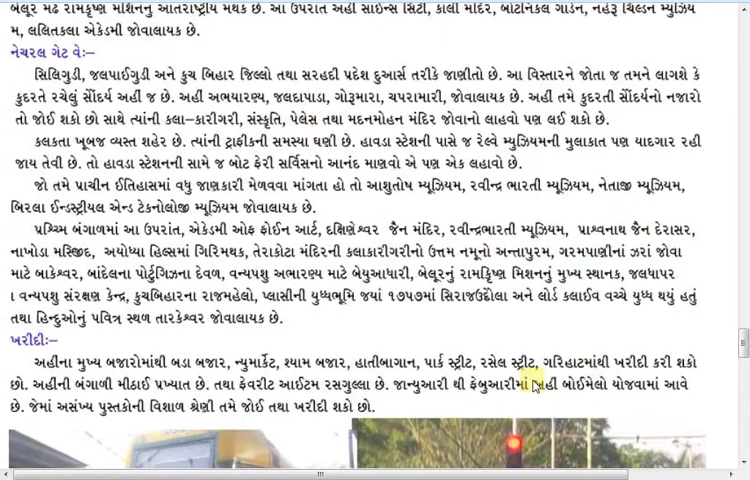 બેલૂર મઠ રામકૃષ્ણ મિશનનું આંતરાષ્ટ્રીય મથક છે. આ ઉપરાંત અહીં સાઇન્સ સિટી, કાલી મંદિર, બોટનિકલ ગાર્ડન, નહેરૂ ચિલ્ડન મ્યુઝિય
મ, લલિતકલા એકેડમી જોવાલાયક છે.
નેચરલ ગેટ વેઃ–
સિલિગુડી, જલપાઈગુડી અને કુચ બિહાર જિલ્લો તથા સરહદી પ્રદેશ દુઆર્સ તરીકે જાણીતો છે. આ વિસ્તારને જોતા જ તમને લાગશે કે
કુદરતે રચેલું સૌંદર્ય અહીં જ છે. અહીં અભયારણ્ય, જલદાપાડા, ગોરૂમારા, ચપરામારી, જોવાલાયક છે. અહીં તમે કુદરતી સૌંદર્યનો નજારો
તો જોઈ શકો છો સાથે ત્યાંની કલા–કારીગરી, સંસ્કૃતિ, પેલેસ તથા મદનમોહન મંદિર જોવાનો લાહવો પણ લઈ શકો છે.
કલકતા ખૂબજ વ્યસ્ત શહેર છે. ત્યાંની ટ્રાફીકની સમસ્યા ઘણી છે. હાવડા સ્ટેશની પાસે જ રેલ્વે મ્યુઝિયમની મુલાકાત પણ યાદગાર રહી
જાય તેવી છે. તો હાવડા સ્ટેશનની સામે જ બોટ ફેરી સર્વિસનો આનંદ માણવો એ પણ એક લહાવો છે.
જો તમે પ્રાચીન ઈતિહાસમાં વધુ જાણકારી મેળવવા માંગતા હો તો આશુતોષ મ્યૂઝિયમ, રવીન્દ્ર ભારતી મ્યૂઝિયમ, નેતાજી મ્યૂઝિયમ,
બિરલા ઈન્ડસ્ટ્રીયલ એન્ડ ટેકનોલોજી મ્યૂઝિયમ જોવાલાયક છે.
પશ્ચિમ બંગાળમાં આ ઉપરાંત, એકેડમી ઓફ ફોઈન આર્ટ, દક્ષિણેશ્વર જૈન મંદિર, રવીન્દ્રભારતી મ્યૂઝિયમ, પ્રાશ્વનાથ જૈન દેરાસર,
નાખોડા મસ્જીદ, અયોધ્યા હિલ્સમાં ગિરિમથક, તેરાકોટા મંદિરની કલાકારીગરીનો ઉત્તમ નમૂનો અન્તાપુરમ, ગરમપાણીનાં ઝરાં જોવા
માટે બાકેશ્વર, બાંદેલના પોર્ટુગિઝના દેવળ, વન્યપશુ અભારણ્ય માટે બેયુઆધારી, બેલૂરનું રામક્રિષ્ણ મિશનનું મુખ્ય સ્થાનક, જલધાપર
ા વન્યપશુ સંરક્ષણ કેન્દ્ર, કુચબિહારના રાજમહેલો, પ્લાસીની યુધ્ધભૂમિ જયાં ૧૭૫૭માં સિરાજઉદ્દૌલા અને લોર્ડ કલાઈવ વચ્ચે યુધ્ધ થયું હતું
તથા હિન્દુઓનું પવિત્ર સ્થળ તારકેશ્વર જોવાલાયક છે.
ખરીદીઃ–
અહીંના મુખ્ય બજારોમાંથી બડા બજાર, ન્યુમાર્કેટ, શ્યામ બજાર, હાતીબાગાન, પાર્ક સ્ટ્રીટ, રસેલ સ્ટ્રીટ, ગરિહાટમાંથી ખરીદી કરી શકો
છો. અહીંની બંગાળી મીઠાઈ પ્રખ્યાત છે. તથા ફેવરીટ આઈટમ રસગુલ્લા છે. જાન્યુઆરી થી ફેબ્રુઆરીમાં અહીં બોઈમેલો યોજવામાં આવે
છે. જેમાં અસંખ્ય પુસ્તકોની વિશાળ શ્રેણી તમે જોઈ તથા ખરીદી શકો છો.